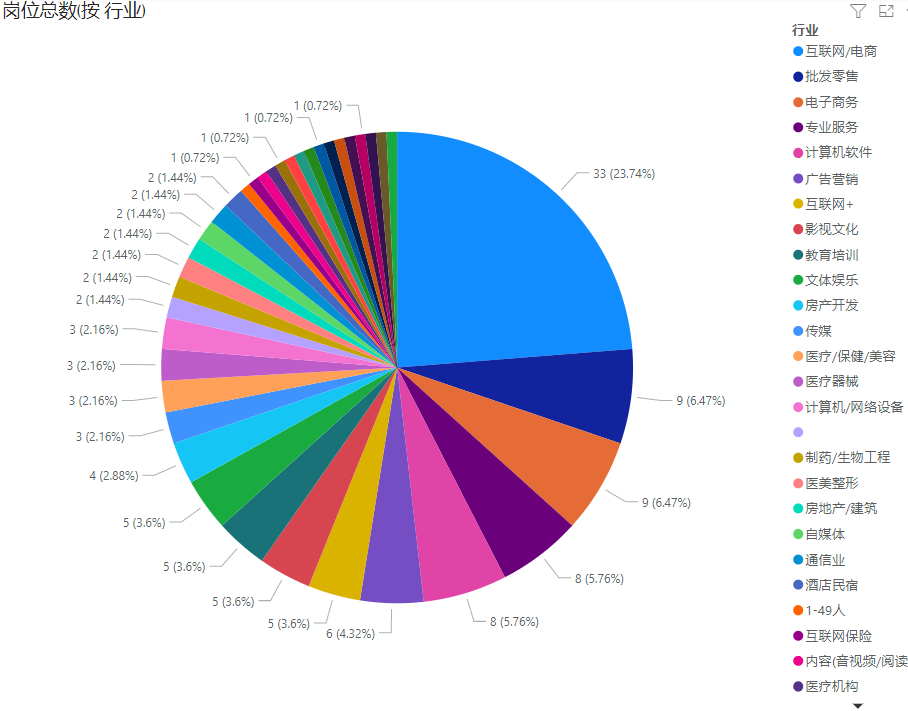 岗位总数(按 行业)
行业
互联网/电商
批发零售
电子商务
专业服务
计算机软件
广告营销
互联网+
影视文化
教育培训
文体娱乐
房产开发
传媒
医疗/保健/美容
医疗器械
计算机/网络设备
制药/生物工程
医美整形
房地产/建筑
自媒体
通信业
酒店民宿
1-49人
互联网保险
内容(音视频/阅读
医疗机构
33 (23.74%)
9 (6.47%)
9 (6.47%)
8 (5.76%)
8 (5.76%)
6 (4.32%)
5 (3.6%)
5 (3.6%)
5 (3.6%)
5 (3.6%)
4 (2.88%)
3 (2.16%)
3 (2.16%)
3 (2.16%)
3 (2.16%)
2 (1.44%)
2 (1.44%)
2 (1.44%)
2 (1.44%)
2 (1.44%)
2 (1.44%)
2 (1.44%)
1 (0.72%)
1 (0.72%)
1 (0.72%)
1 (0.72%)